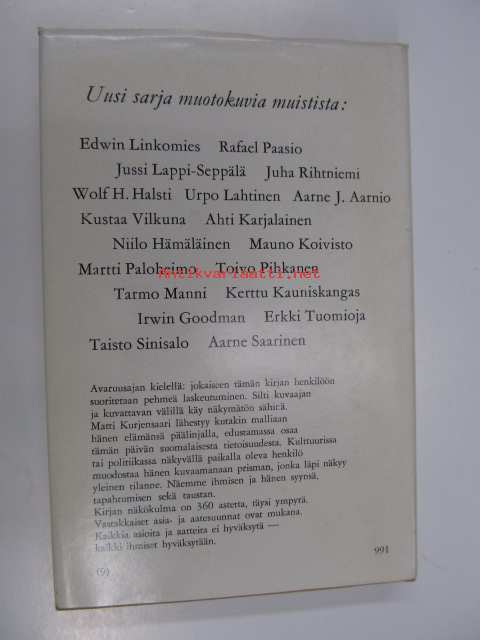 Uusi sarja muotokuvia muistista:
Edwin Linkomies Rafael Paasio
Jussi Lappi-Seppälä Juha Rihtniemi
Wolf H. Halsti Urpo Lahtinen Aarne J. Aarnio
Kustaa Vilkuna Ahti Karjalainen
Niilo Hämäläinen Mauno Koivisto
Martti Paloheimo Toivo Pihkanen
Antikvariaatti.net
Tarmo Manni Kerttu Kauniskangas
Irwin Goodman Erkki Tuomioja
Taisto Sinisalo Aarne Saarinen
Avaruusajan kielellä: jokaiseen tämän kirjan henkilöön
suoritetaan pehmeä laskeutuminen. Silti kuvaajan
ja kuvattavan välillä käy näkymätön sähinä.
Matti Kurjensaari lähestyy kutakin malliaan
hänen elämänsä päälinjalla, edustamassa osaa
tämän päivän suomalaisesta tietoisuudesta. Kulttuurissa
tai politiikassa näkyvällä paikalla oleva henkilö
muodostaa hänen kuvaamanaan prisman, jonka läpi näkyy
yleinen tilanne. Näemme ihmisen ja hänen syynsä,
tapahtumisen sekä taustan.
Kirjan näkökulma on 360 astetta, täysi ympyrä.
Vastakkaiset asia- ja aatesuunnat ovat mukana.
Kaikkia asioita ja aatteita ei hyväksytä —
kaikki ihmiset hyväksytään.
991
(9)